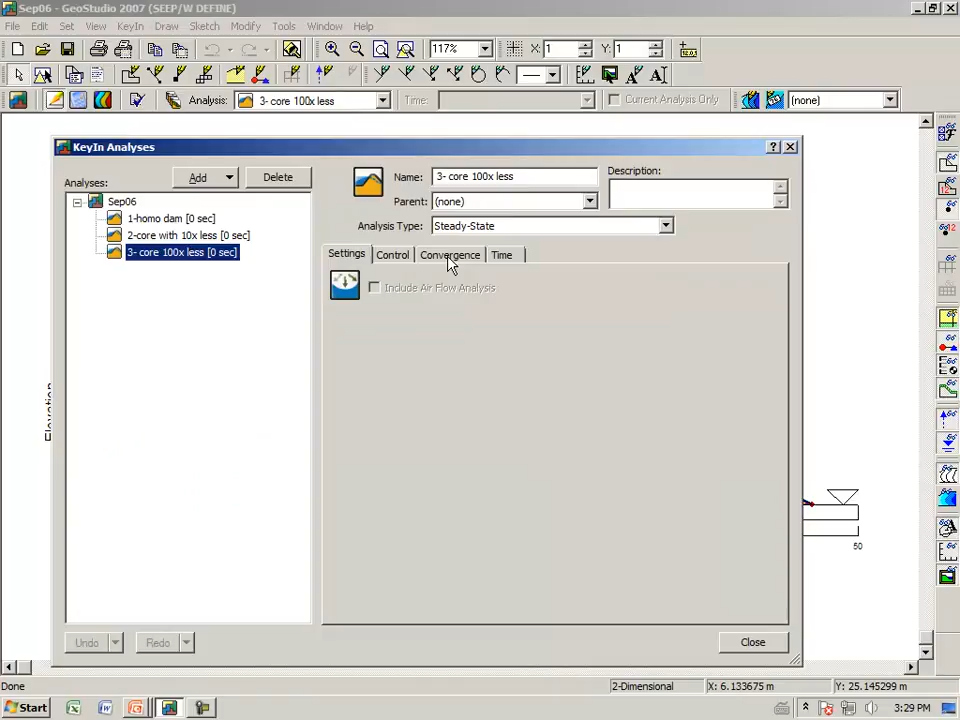 Sep06 - GeoStudio 2007 (SEEP/W DEFINE)
File Edit Set View KeyIn Draw Sketch Modify Tools Window Help
117% X: 1 Y: 1
Analysis: 3- core 100x less Time: Current Analysis Only (none)
KeyIn Analyses
Analyses: Add Delete
Name: 3- core 100x less Description:
Parent: (none)
Analysis Type: Steady-State
Sep06
1-homo dam [0 sec]
2-core with 10x less [0 sec]
3- core 100x less [0 sec]
Settings Control Convergence Time
Include Air Flow Analysis
Elevation
50
Undo Redo Close
Done 2-Dimensional X: 6.133675 m Y: 25.145299 m
Start 3:29 PM